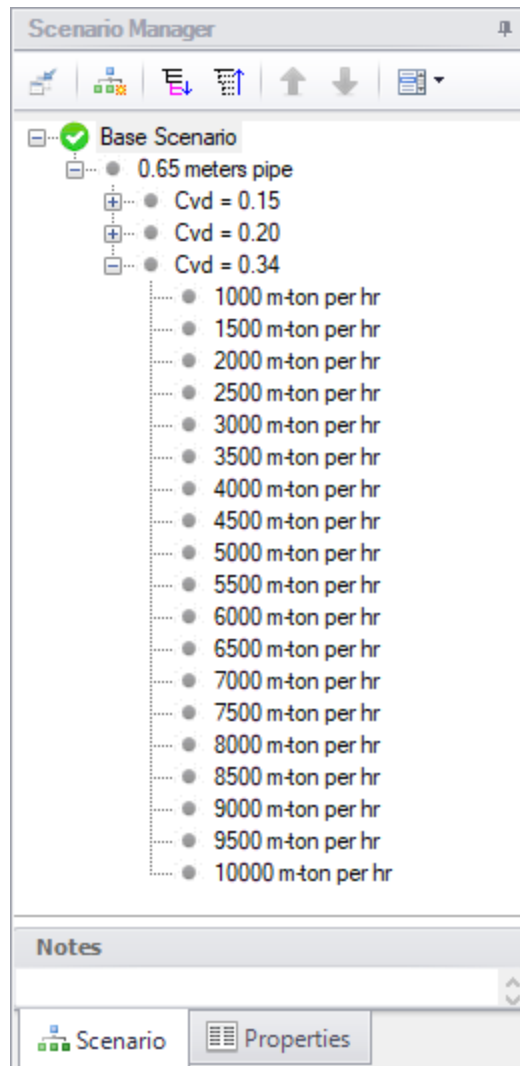 Scenario Manager
Base Scenario
0.65 meters pipe
Cvd = 0.15
Cvd = 0.20
Cvd = 0.34
1000 m-ton per hr
1500 m-ton per hr
2000 m-ton per hr
2500 m-ton per hr
3000 m-ton per hr
3500 m-ton per hr
4000 m-ton per hr
4500 m-ton per hr
5000 m-ton per hr
5500 m-ton per hr
6000 m-ton per hr
6500 m-ton per hr
7000 m-ton per hr
7500 m-ton per hr
8000 m-ton per hr
8500 m-ton per hr
9000 m-ton per hr
9500 m-ton per hr
10000 m-ton per hr
Notes
Scenario Properties